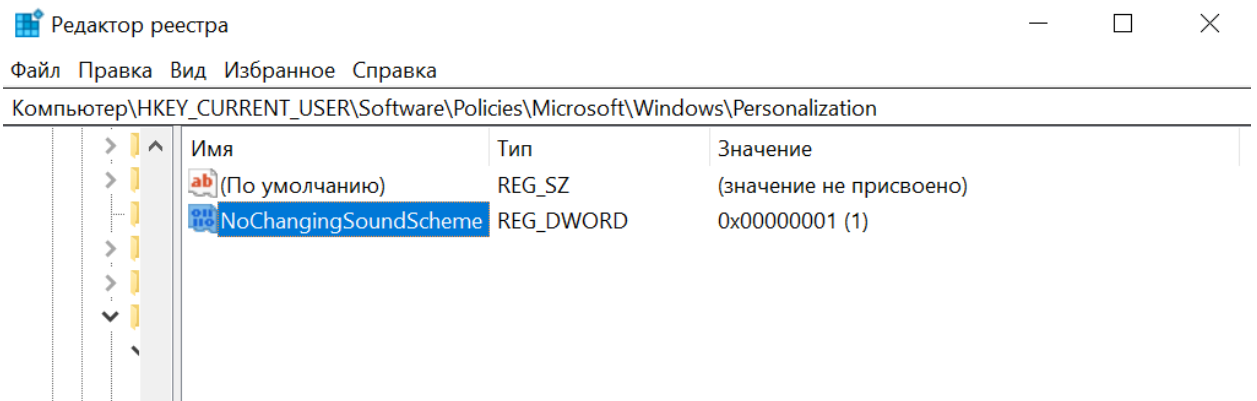 Редактор реестра
Файл Правка Вид Избранное Справка
Компьютер\HKEY_CURRENT_USER\Software\Policies\Microsoft\Windows\Personalization
Имя Тип Значение
(По умолчанию) REG_SZ (значение не присвоено)
NoChangingSoundScheme REG_DWORD 0x00000001 (1)